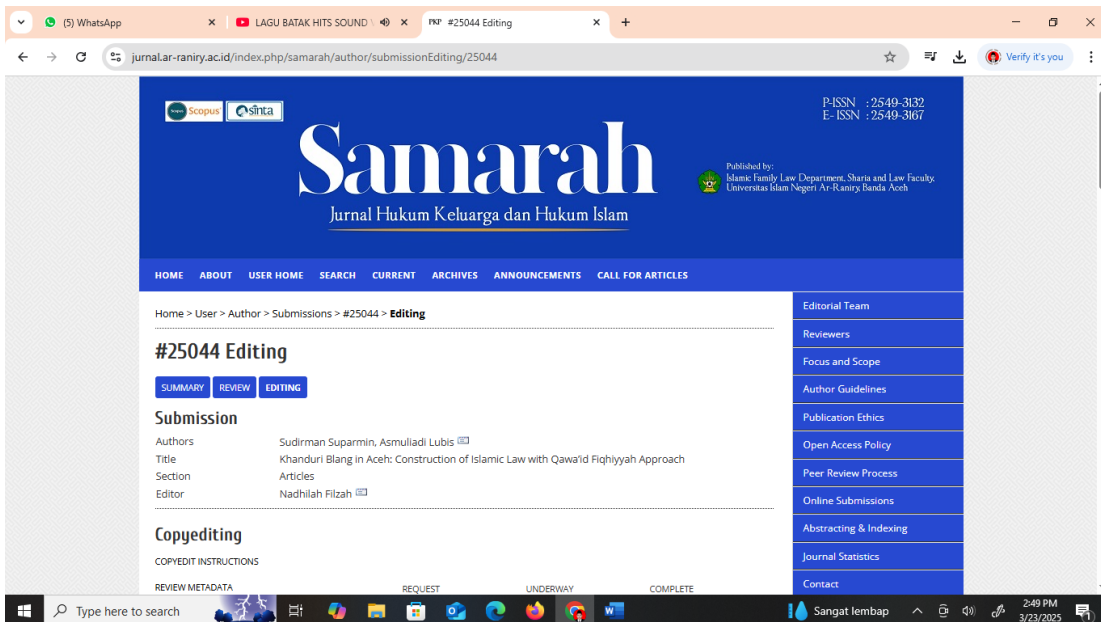 (5) WhatsApp
LAGU BATAK HITS SOUND
PKP #25044 Editing
jurnal.ar-raniry.ac.id/index.php/samarah/author/submissionEditing/25044
Verify it's you
Scopus
sinta
P-ISSN : 2549-3132
E- ISSN : 2549-3167
Samarah
Jurnal Hukum Keluarga dan Hukum Islam
Published by:
Islamic Family Law Department, Sharia and Law Faculty,
Universitas Islam Negeri Ar-Raniry, Banda Aceh
HOME ABOUT USER HOME SEARCH CURRENT ARCHIVES ANNOUNCEMENTS CALL FOR ARTICLES
Home > User > Author > Submissions > #25044 > Editing
#25044 Editing
SUMMARY REVIEW EDITING
Submission
Authors Sudirman Suparmin, Asmuliadi Lubis
Title Khanduri Blang in Aceh: Construction of Islamic Law with Qawa'id Fiqhiyyah Approach
Section Articles
Editor Nadhilah Filzah
Copyediting
COPYEDIT INSTRUCTIONS
REVIEW METADATA REQUEST UNDERWAY COMPLETE
Editorial Team
Reviewers
Focus and Scope
Author Guidelines
Publication Ethics
Open Access Policy
Peer Review Process
Online Submissions
Abstracting & Indexing
Journal Statistics
Contact
Type here to search
Sangat lembap
2:49 PM
3/23/2025